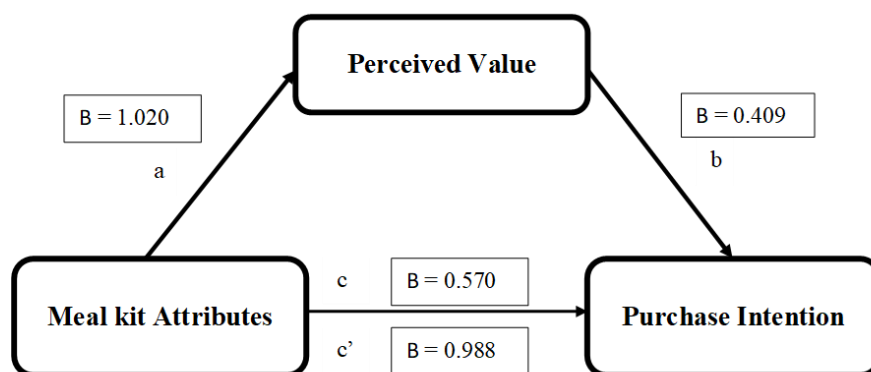 Perceived Value
B = 1.020
B = 0.409
a
b
c
B = 0.570
Meal kit Attributes
Purchase Intention
c’
B = 0.988